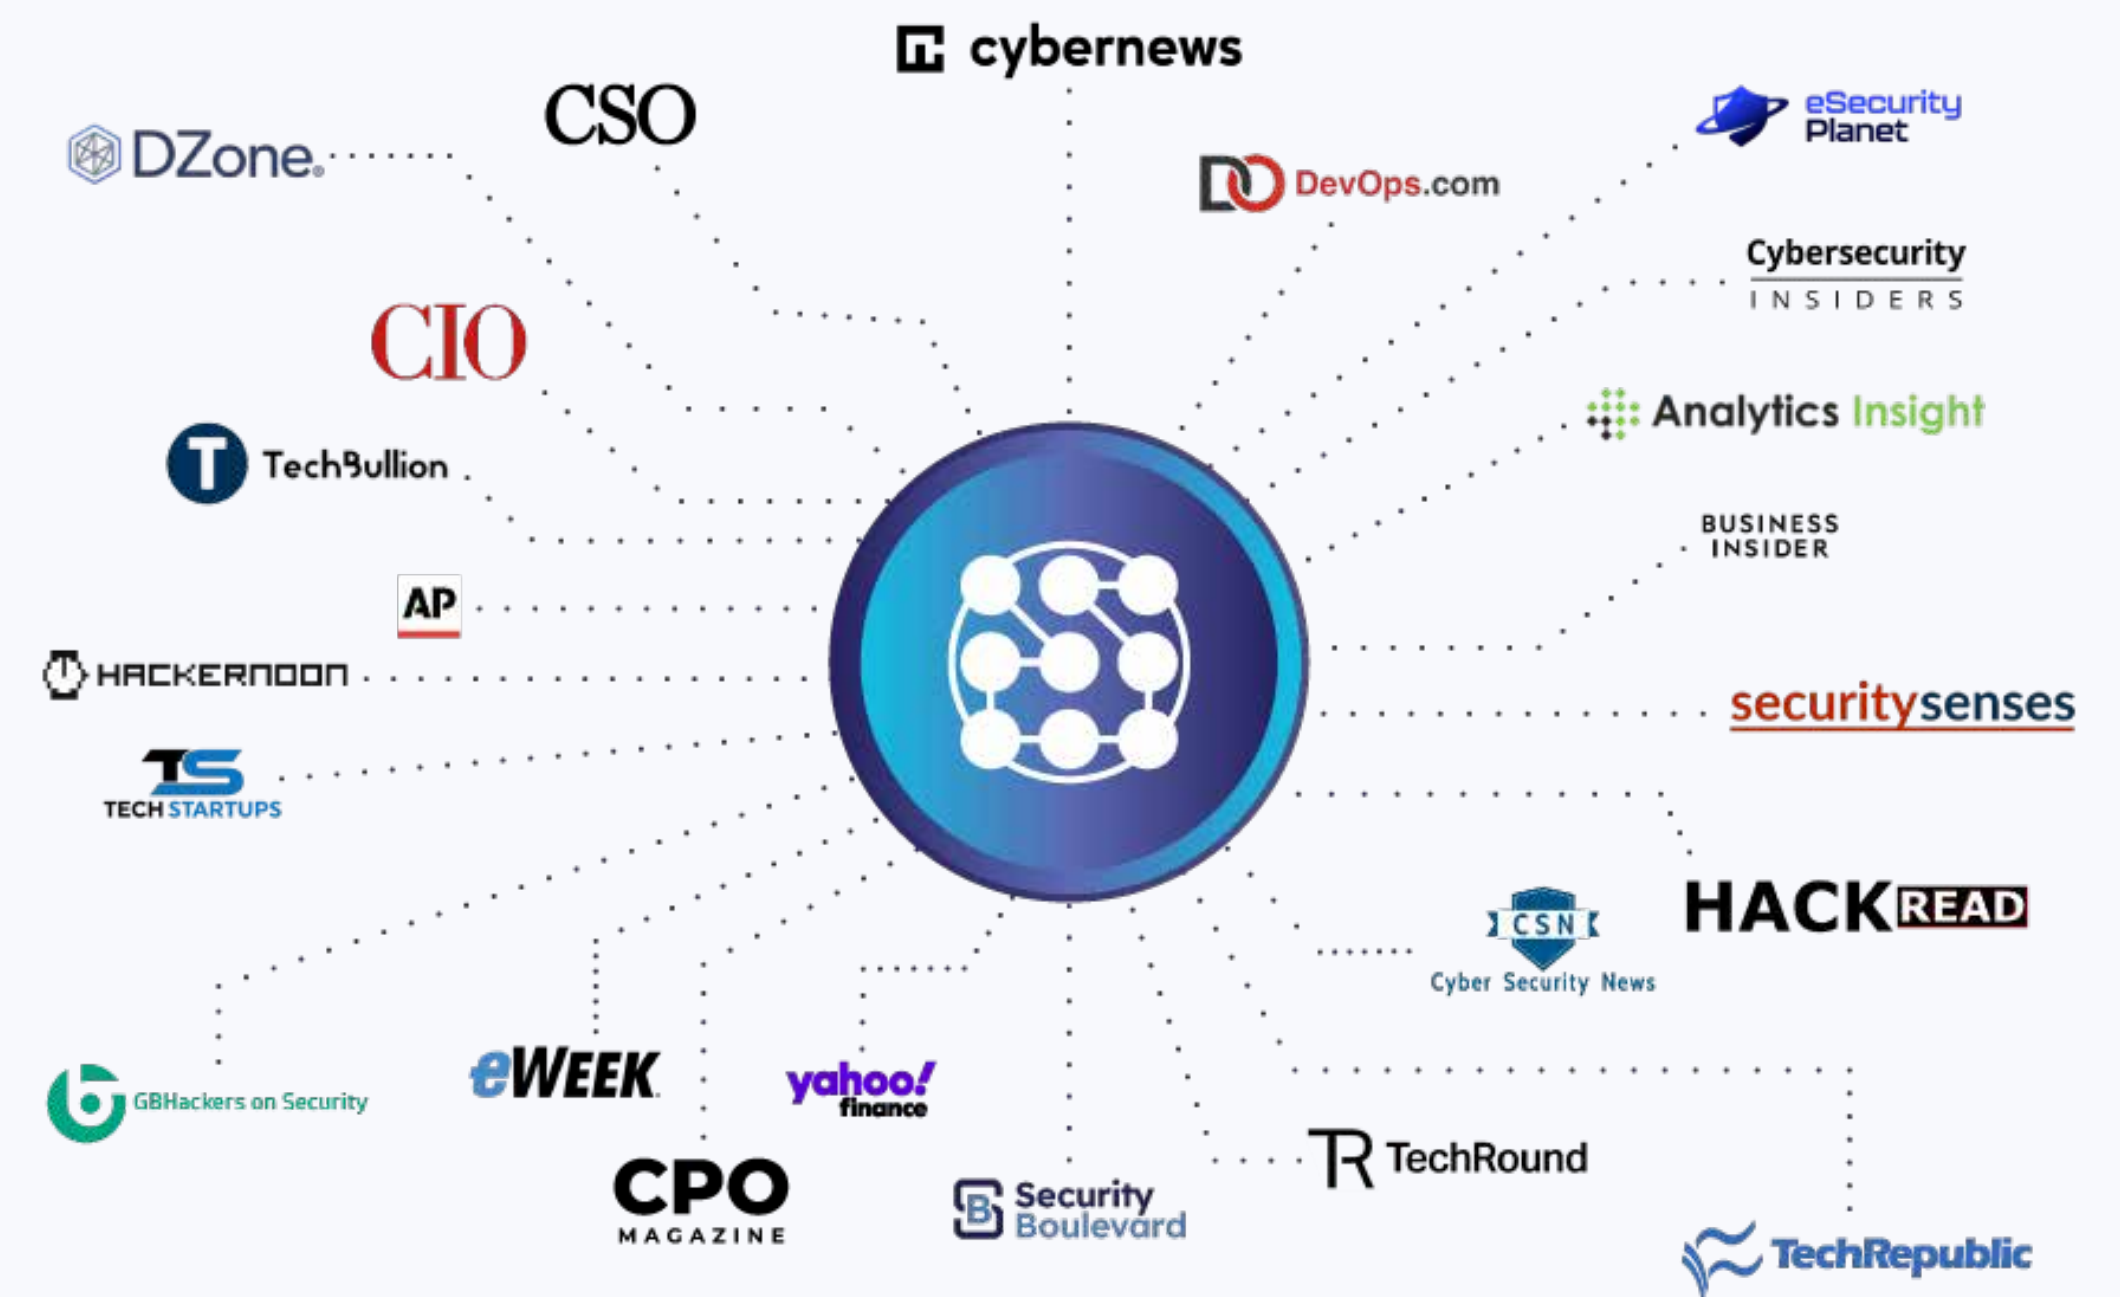 cybernews
CSO
eSecurity
Planet
DZone®
DevOps.com
Cybersecurity
INSIDERS
CIO
Analytics Insight
T TechBullion
BUSINESS
INSIDER
AP
HACKERNOON
securitysenses
TS
TECH STARTUPS
HACKREAD
CSN
Cyber Security News
eWEEK
yahoo!
finance
GBHackers on Security
TR TechRound
CPO
MAGAZINE
SB Security
Boulevard
TechRepublic